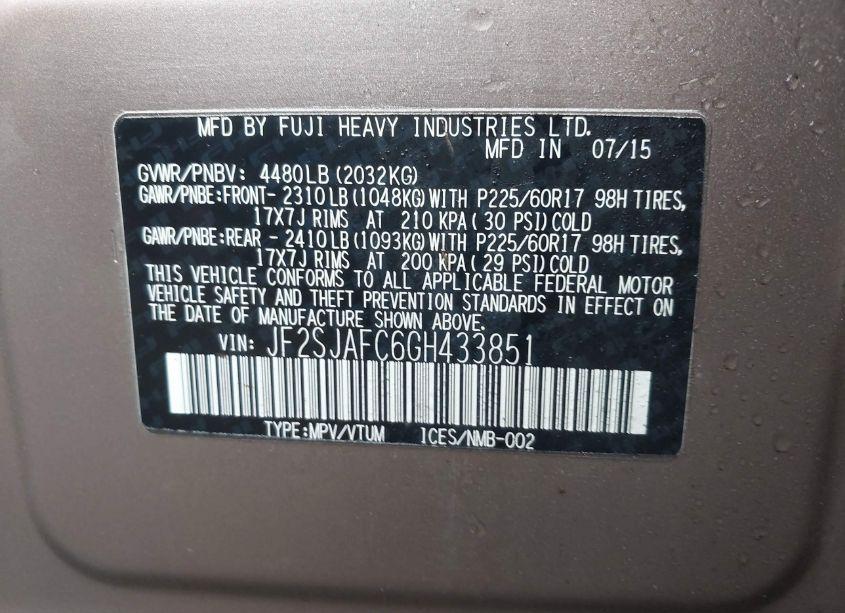 MFD BY FUJI HEAVY INDUSTRIES LTD.
MFD IN 07/15
GVWR/PNBV: 4480LB (2032KG)
GAWR/PNBE:FRONT- 2310LB (1048KG) WITH P225/60R17 98H TIRES,
17X7J RIMS AT 210 KPA ( 30 PSI) COLD
GAWR/PNBE:REAR - 2410LB (1093KG) WITH P225/60R17 98H TIRES,
17X7J RIMS AT 200 KPA ( 29 PSI) COLD
THIS VEHICLE CONFORMS TO ALL APPLICABLE FEDERAL MOTOR
VEHICLE SAFETY AND THEFT PREVENTION STANDARDS IN EFFECT ON
THE DATE OF MANUFACTURE SHOWN ABOVE.
VIN: JF2SJAFC6GH433851
TYPE:MPV/VTUM ICES/NMB-002